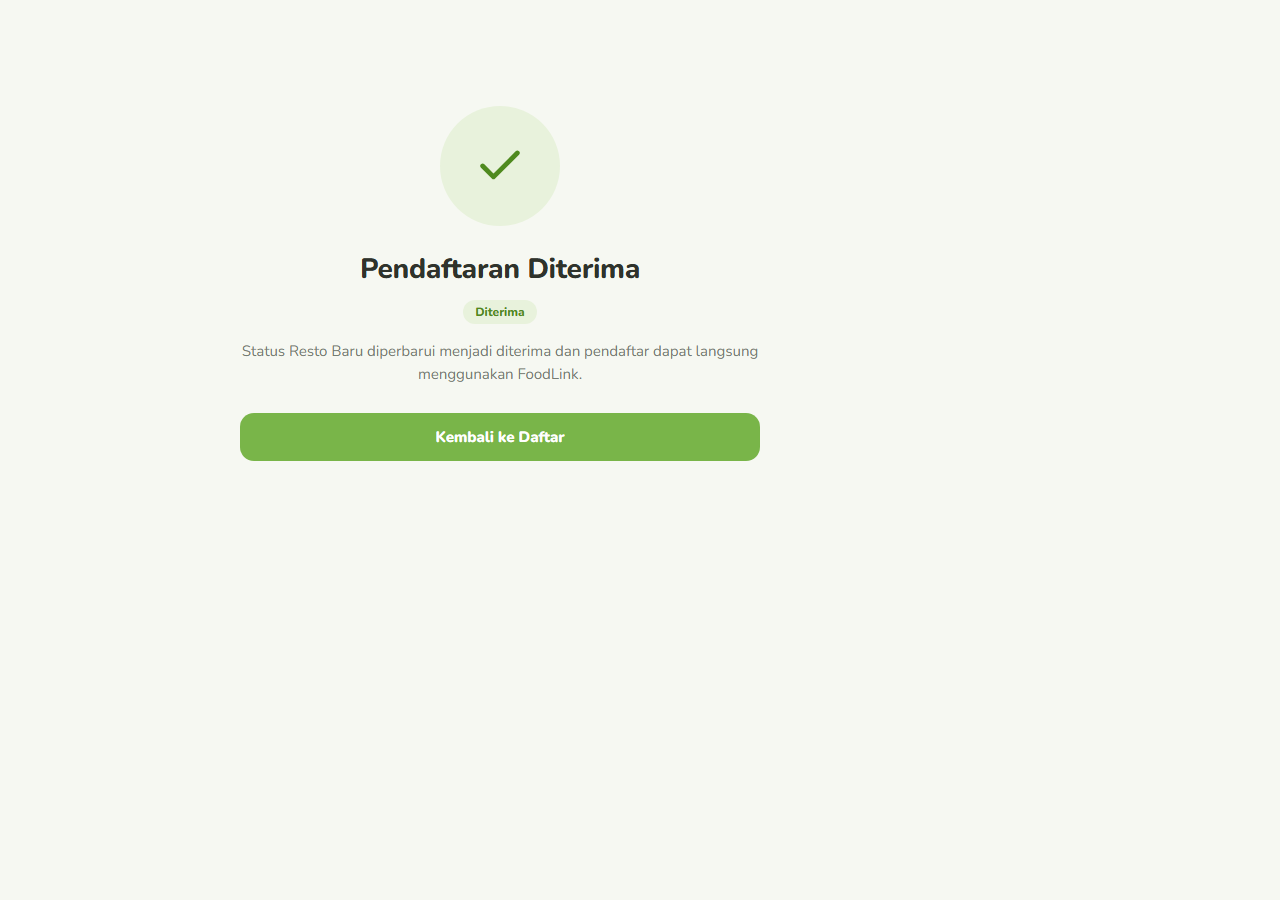 Pendaftaran Diterima
Diterima
Status Resto Baru diperbarui menjadi diterima dan pendaftar dapat langsung
menggunakan FoodLink.
Kembali ke Daftar